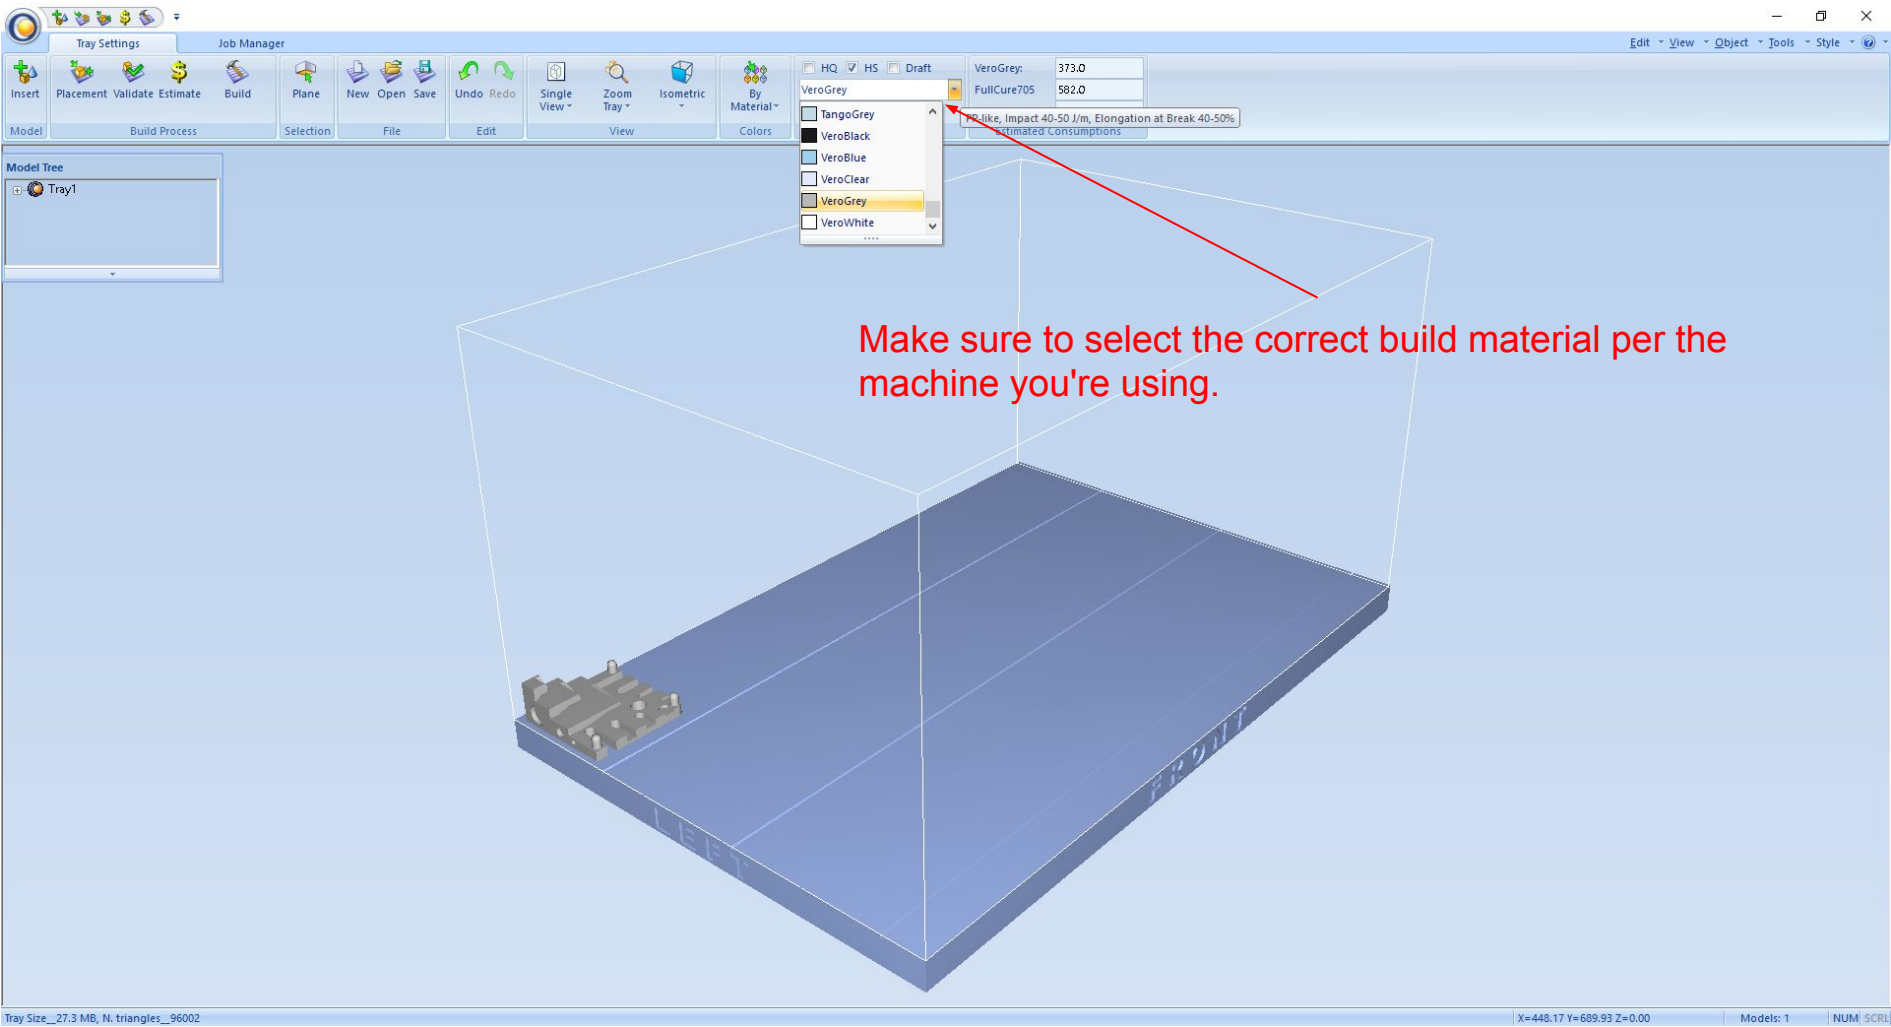 Tray Settings Job Manager
Edit View Object Tools Style
Insert Placement Validate Estimate Build Plane New Open Save Undo Redo Single View Zoom Tray Isometric By Material
HQ HS Draft
VeroGrey
VeroGrey: 373.0
FullCure705 582.0
Model Build Process Selection File Edit View Colors Estimated Consumptions
-like, Impact 40-50 J/m, Elongation at Break 40-50%
TangoGrey
VeroBlack
VeroBlue
VeroClear
VeroGrey
VeroWhite
Model Tree
Tray1
Make sure to select the correct build material per the
machine you're using.
LEFT
FRONT
Tray Size__27.3 MB, N. triangles__96002
X=448.17 Y=689.93 Z=0.00 Models: 1 NUM SCRL